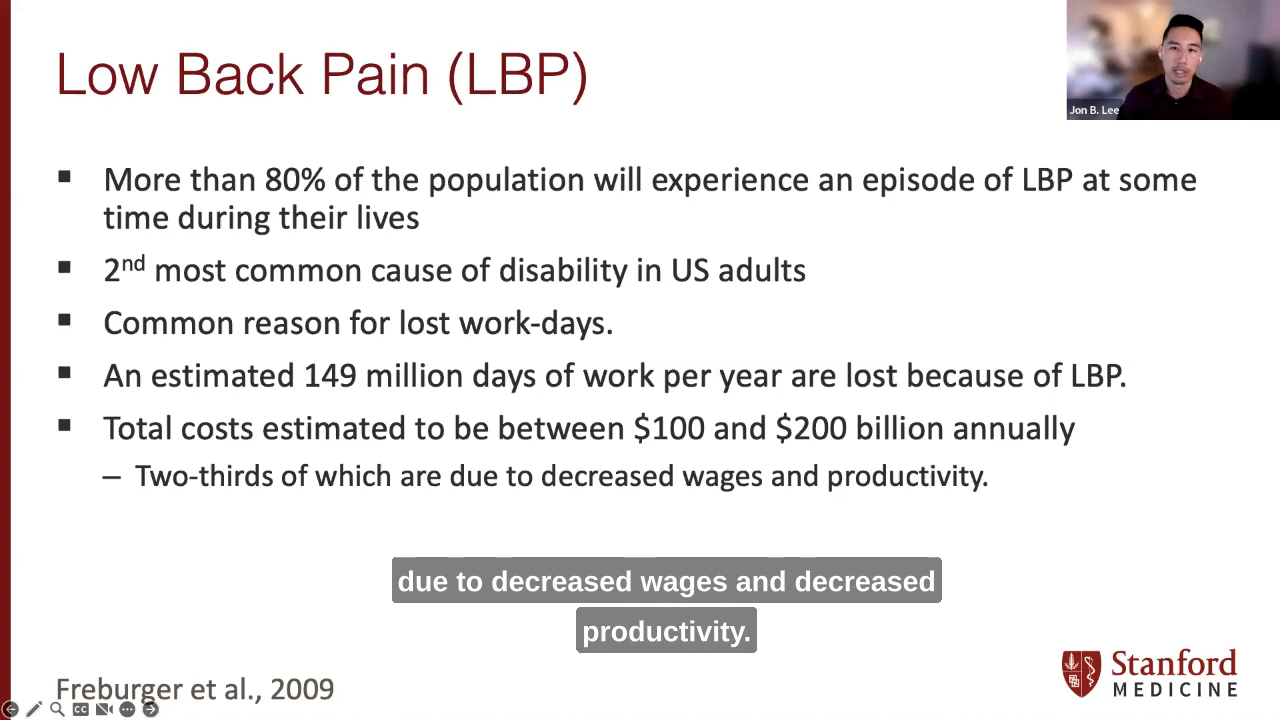 Low Back Pain (LBP)
Jon B. Lee
▪ More than 80% of the population will experience an episode of LBP at some
time during their lives
▪ 2nd most common cause of disability in US adults
▪ Common reason for lost work-days.
▪ An estimated 149 million days of work per year are lost because of LBP.
▪ Total costs estimated to be between $100 and $200 billion annually
– Two-thirds of which are due to decreased wages and productivity.
due to decreased wages and decreased
productivity.
Freburger et al., 2009
Stanford
MEDICINE
CC